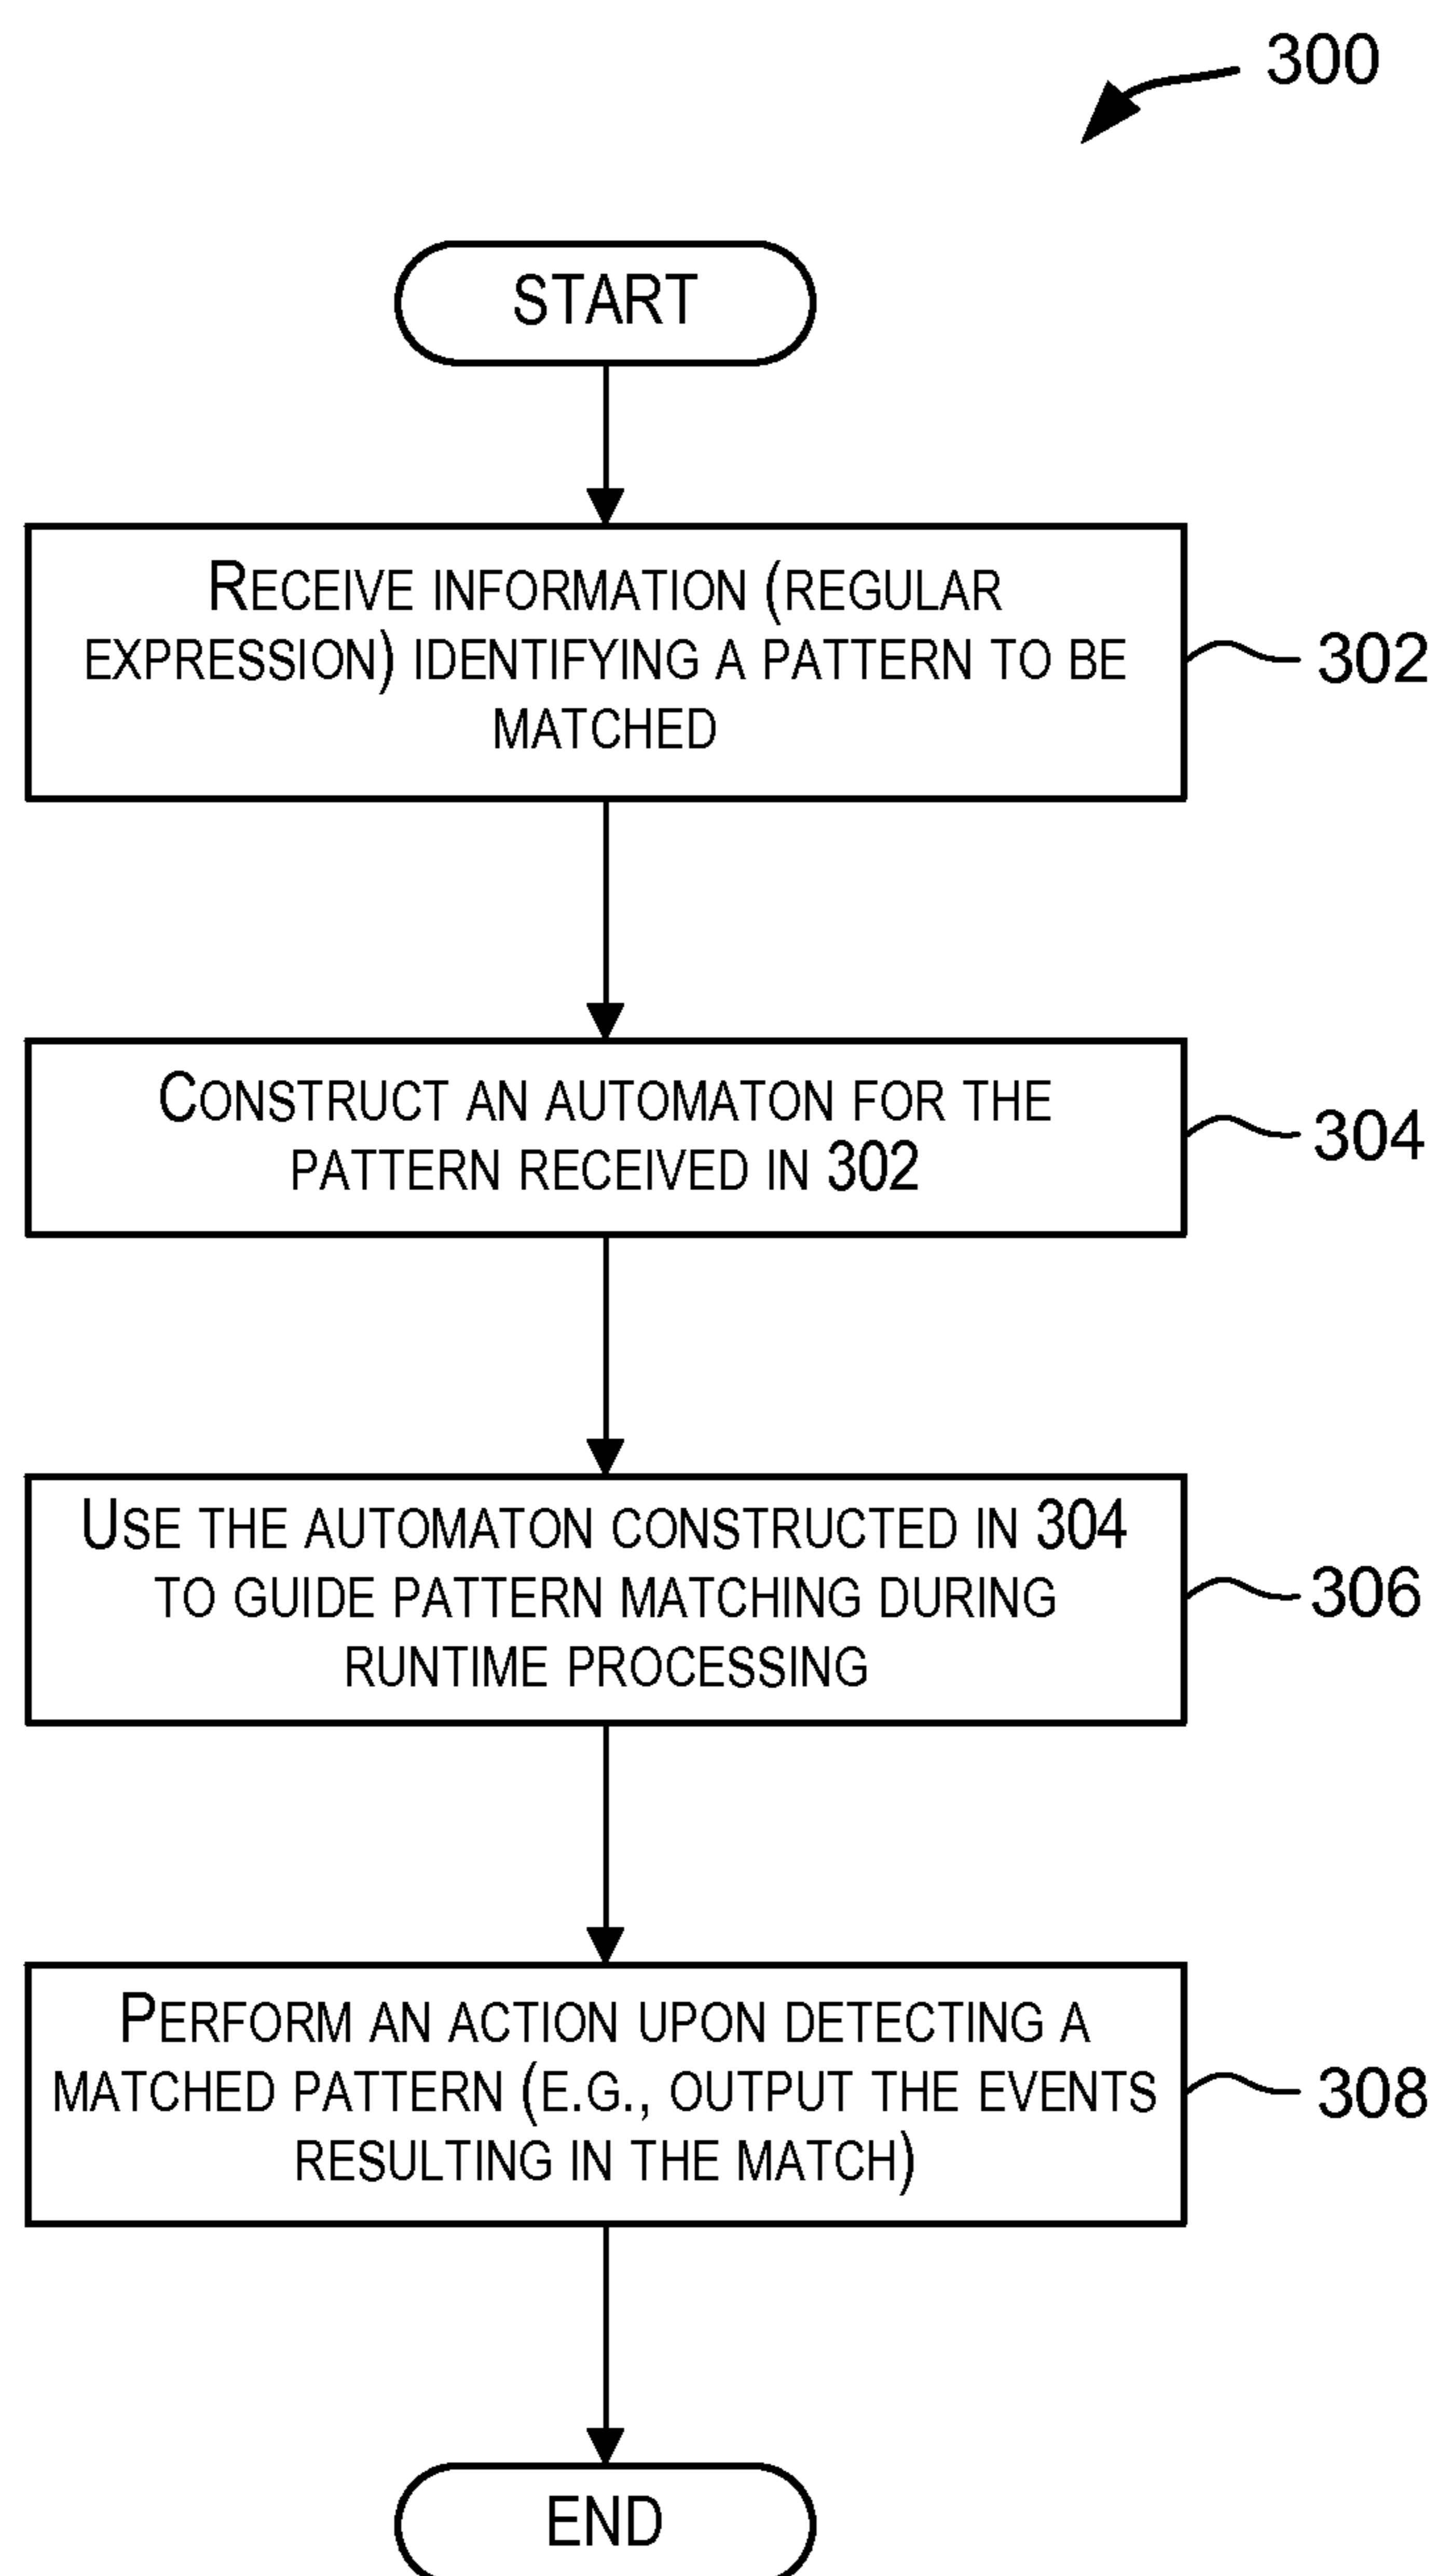 300
START
RECEIVE INFORMATION (REGULAR
EXPRESSION) IDENTIFYING A PATTERN TO BE
MATCHED
302
CONSTRUCT AN AUTOMATON FOR THE
PATTERN RECEIVED IN 302
304
USE THE AUTOMATON CONSTRUCTED IN 304
TO GUIDE PATTERN MATCHING DURING
RUNTIME PROCESSING
306
PERFORM AN ACTION UPON DETECTING A
MATCHED PATTERN (E.G., OUTPUT THE EVENTS
RESULTING IN THE MATCH)
308
END